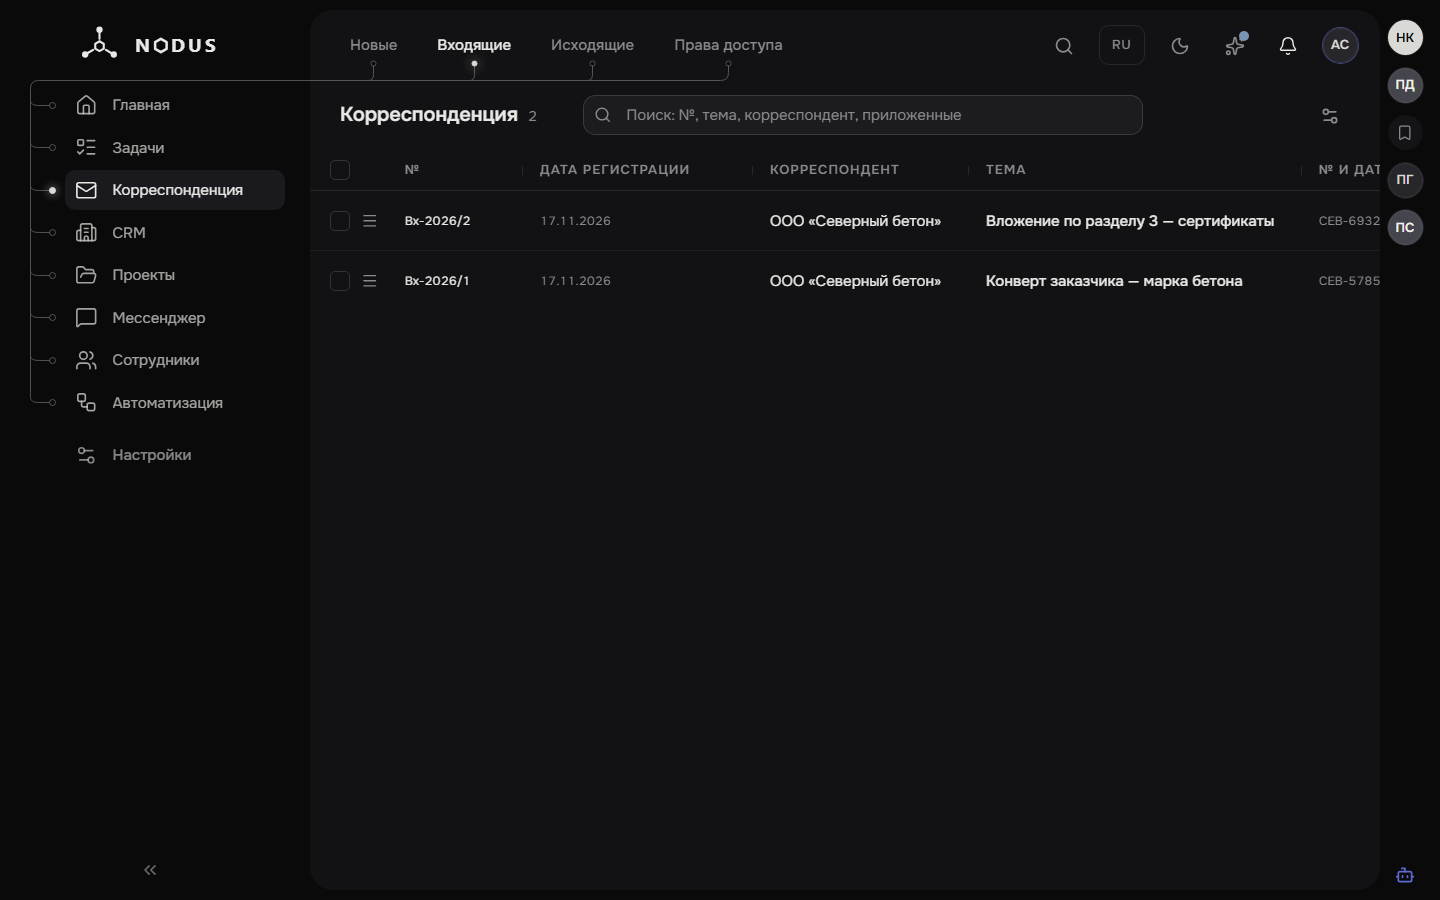 NODUS
Новые
Входящие
Исходящие
Права доступа
RU
АС
НК
ПД
ПГ
ПС
Главная
Задачи
Корреспонденция
CRM
Проекты
Мессенджер
Сотрудники
Автоматизация
Настройки
Корреспонденция 2
Поиск: №, тема, корреспондент, приложенные
№ ДАТА РЕГИСТРАЦИИ КОРРЕСПОНДЕНТ ТЕМА № И ДАТ
Вх-2026/2 17.11.2026 ООО «Северный бетон» Вложение по разделу 3 — сертификаты СЕВ-6932
Вх-2026/1 17.11.2026 ООО «Северный бетон» Конверт заказчика — марка бетона СЕВ-5785